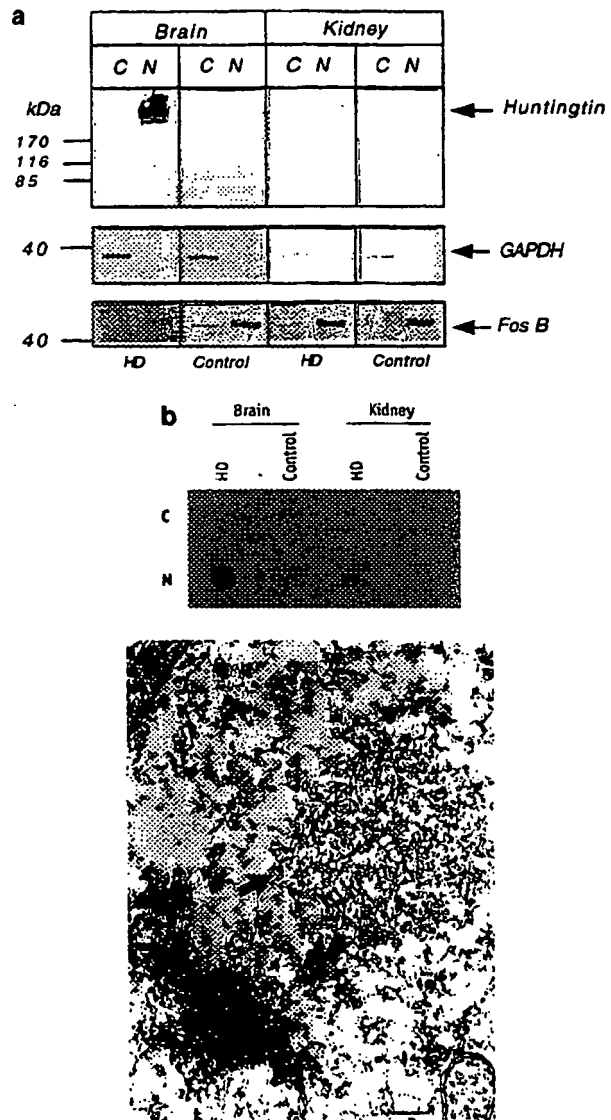 a
Brain Kidney
C N C N C N C N
kDa
Huntingtin
170
116
85
40
GAPDH
40
Fos B
HD Control HD Control
b
Brain Kidney
HD Control HD Control
C
N